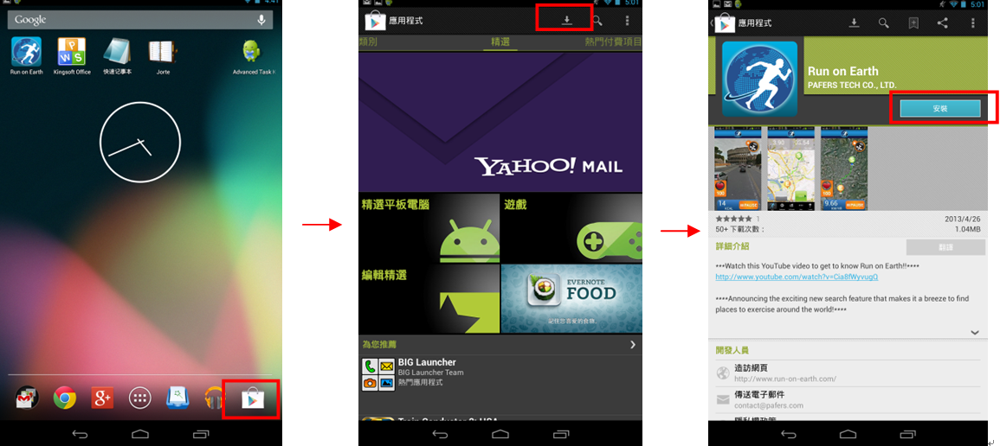 4:41
Google
Run on Earth
Kingsoft Office
快速记事本
Jorte
Advanced Task
5:01
應用程式
類別
精選
熱門付費項目
YAHOO! MAIL
精選平板電腦
遊戲
編輯精選
EVERNOTE
FOOD
記住您喜愛的食餚。
為您推薦
BIG Launcher
BIG Launcher Team
熱門應用程式
5:01
應用程式
Run on Earth
PAFERS TECH CO., LTD.
安裝
1
2013/4/26
50+ 下載次數：
1.04MB
詳細介紹
翻譯
***Watch this YouTube video to get to know Run on Earth!!****
http://www.youtube.com/watch?v=Cia8fWyvugQ
****Announcing the exciting new search feature that makes it a breeze to find
places to exercise around the world!****
開發人員
造訪網頁
http://www.run-on-earth.com/
傳送電子郵件
contact@pafers.com
隱私權政策